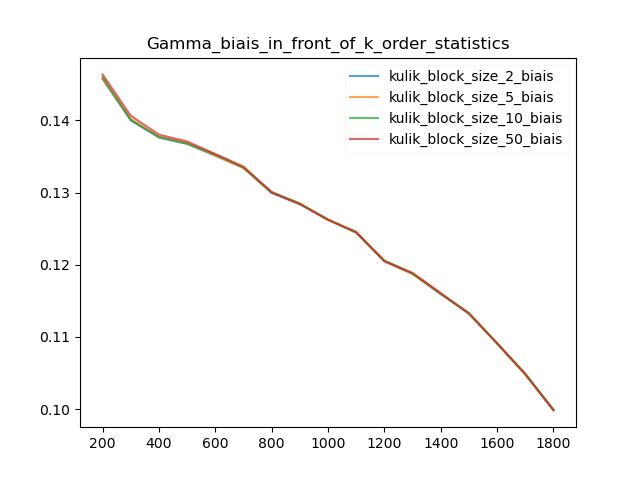 Gamma_biais_in_front_of_k_order_statistics
kulik_block_size_2_biais
kulik_block_size_5_biais
kulik_block_size_10_biais
kulik_block_size_50_biais
0.14
0.13
0.12
0.11
0.10
200 400 600 800 1000 1200 1400 1600 1800